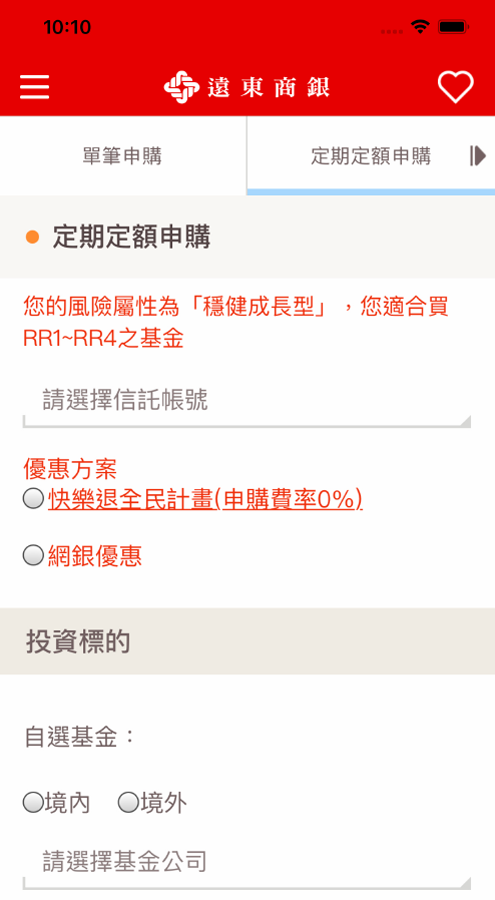 10:10
遠東商銀
單筆申購
定期定額申購
定期定額申購
您的風險屬性為「穩健成長型」，您適合買
RR1~RR4之基金
請選擇信託帳號
優惠方案
快樂退全民計畫(申購費率0%)
網銀優惠
投資標的
自選基金：
境內 境外
請選擇基金公司